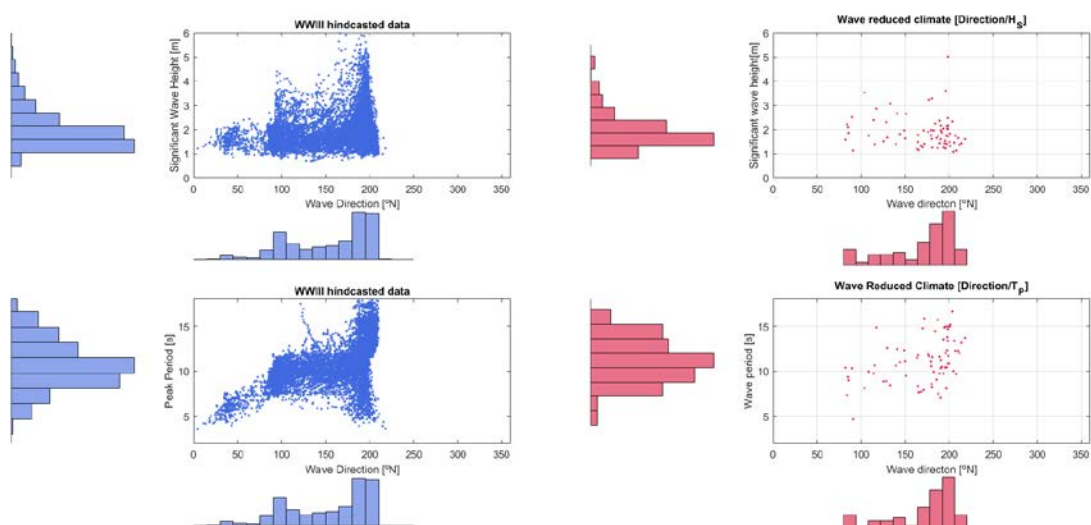 WWIII hindcasted data
Significant Wave Height [m]
6
5
4
3
2
1
0
0 50 100 150 200 250 300 350
Wave Direction [ºN]
Wave reduced climate [Direction/H_S]
Significant wave height[m]
6
5
4
3
2
1
0
0 50 100 150 200 250 300 350
Wave directon [ºN]
WWIII hindcasted data
Peak Period [s]
15
10
5
0 50 100 150 200 250 300 350
Wave Direction [ºN]
Wave Reduced Climate [Direction/T_p]
Wave period [s]
15
10
5
0 50 100 150 200 250 300 350
Wave directon [ºN]